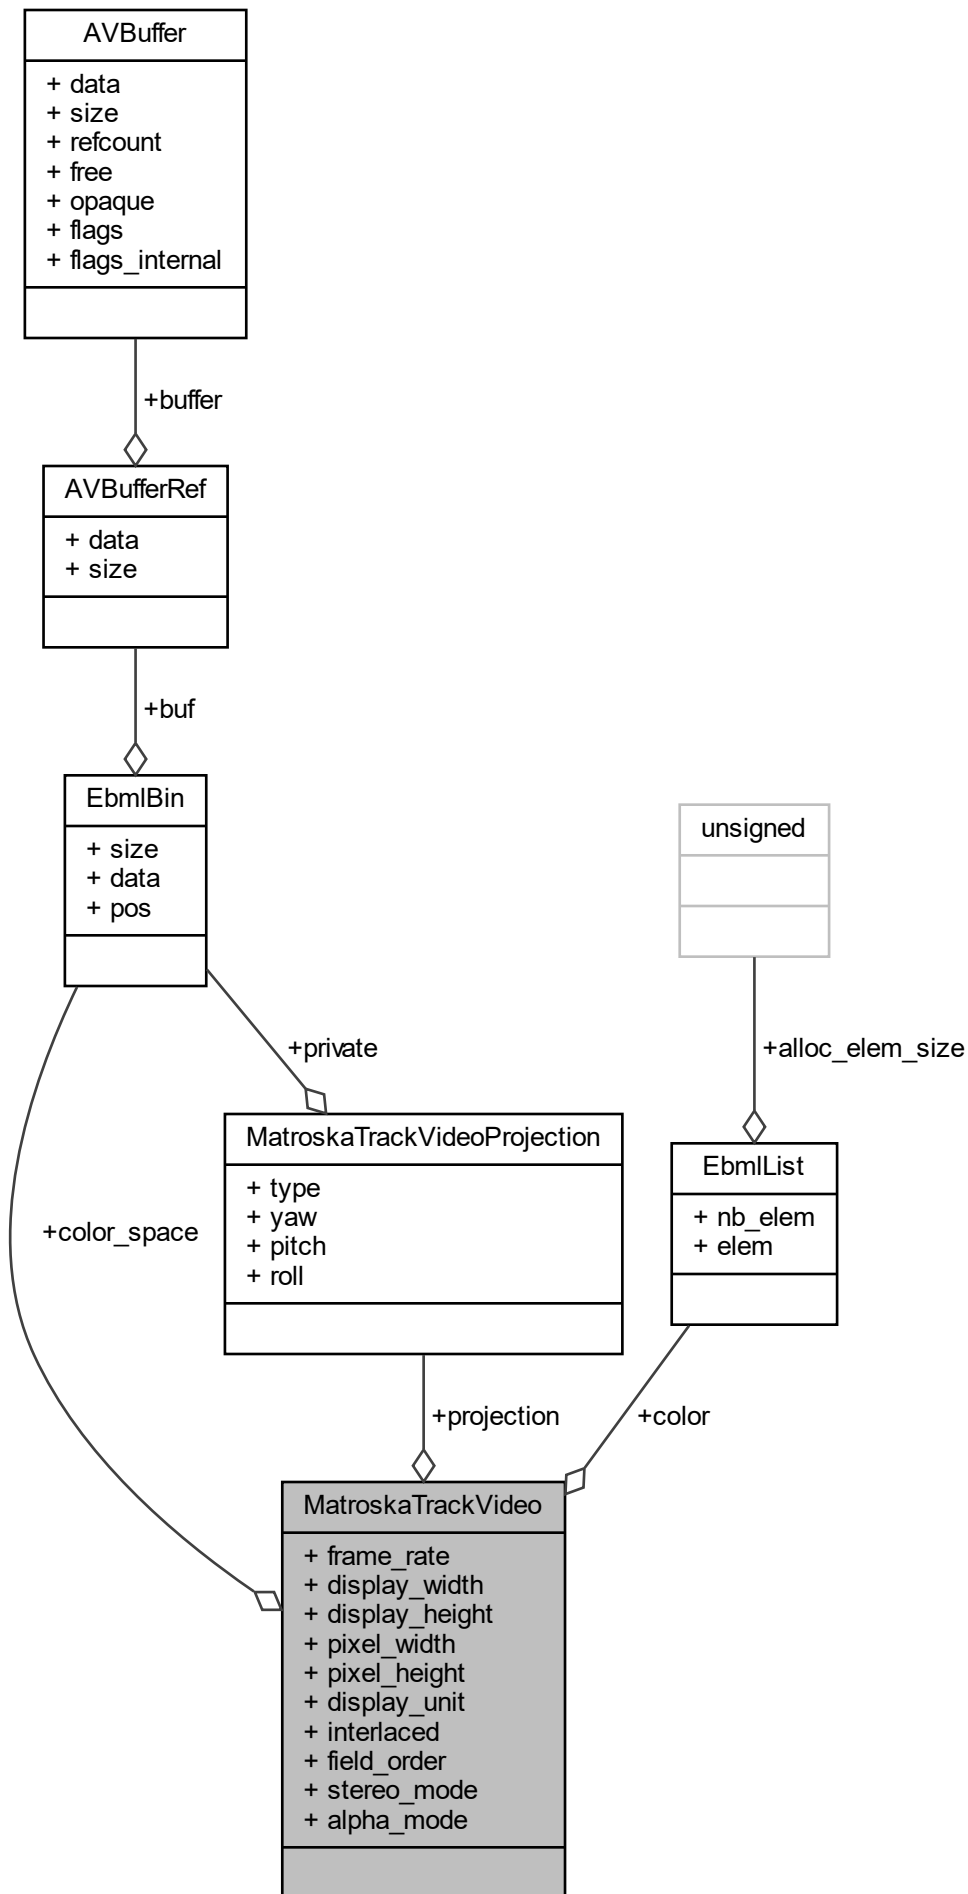 AVBuffer
+ data
+ size
+ refcount
+ free
+ opaque
+ flags
+ flags_internal
+buffer
AVBufferRef
+ data
+ size
+buf
EbmlBin
+ size
+ data
+ pos
unsigned
+private
+alloc_elem_size
MatroskaTrackVideoProjection
+ type
+ yaw
+ pitch
+ roll
EbmlList
+ nb_elem
+ elem
+color_space
+projection
+color
MatroskaTrackVideo
+ frame_rate
+ display_width
+ display_height
+ pixel_width
+ pixel_height
+ display_unit
+ interlaced
+ field_order
+ stereo_mode
+ alpha_mode